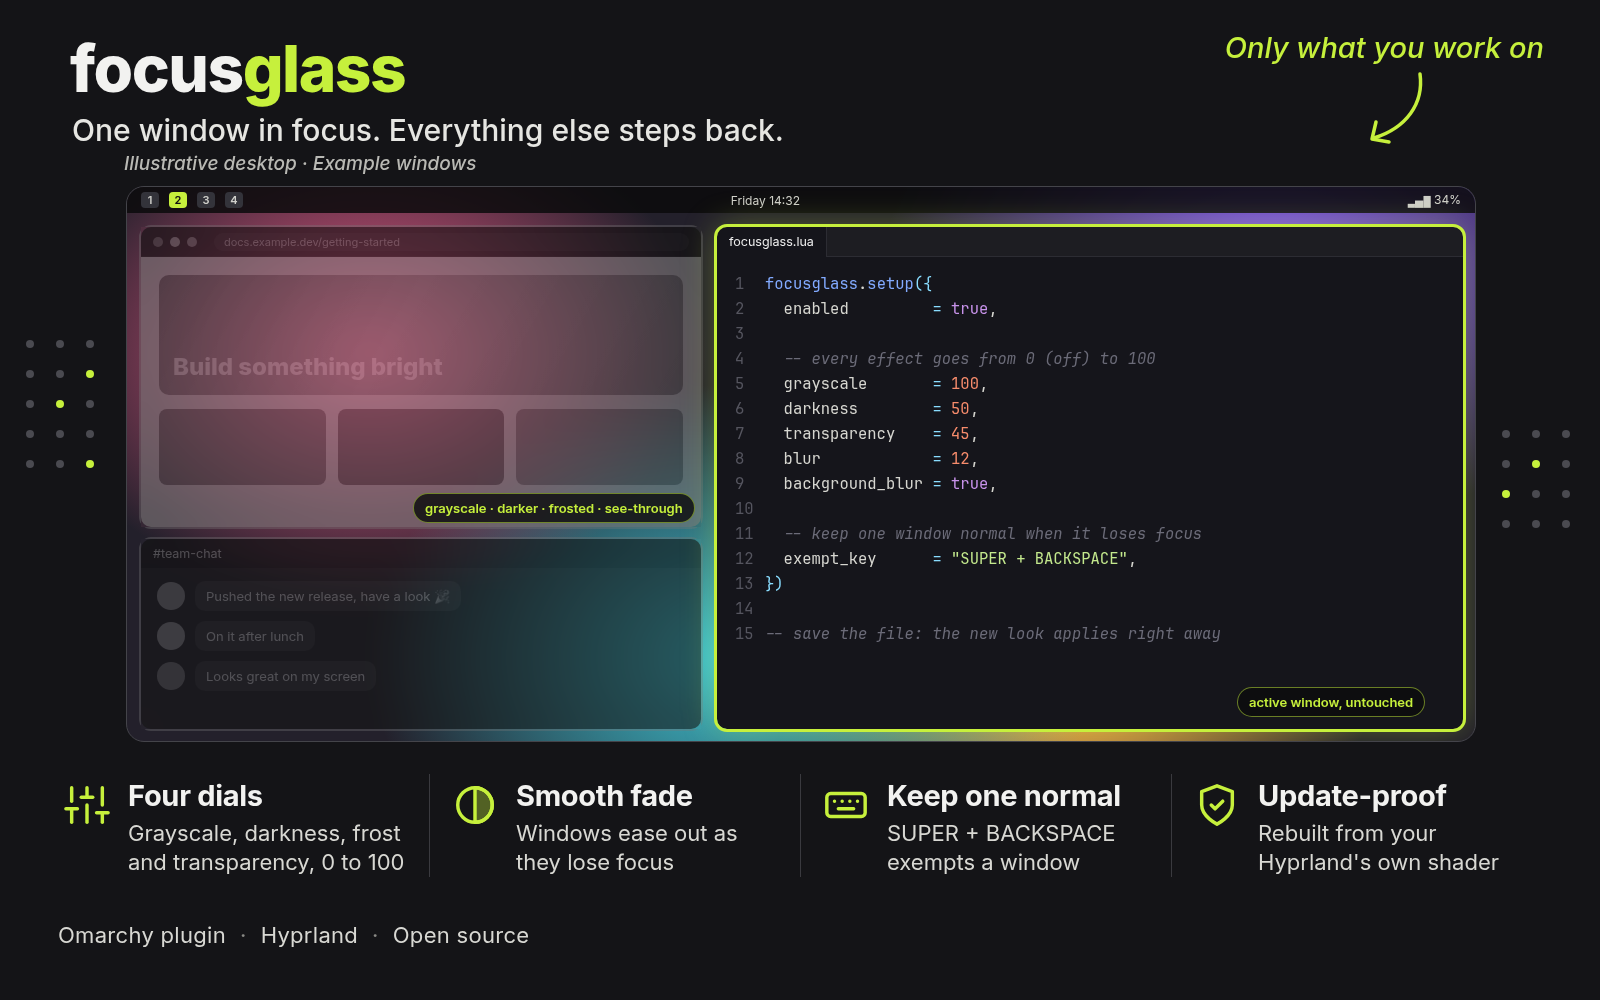 focusglass
Only what you work on
One window in focus. Everything else steps back.
Illustrative desktop · Example windows
1 2 3 4
Friday 14:32
34%
docs.example.dev/getting-started
Build something bright
grayscale · darker · frosted · see-through
#team-chat
Pushed the new release, have a look 🎉
On it after lunch
Looks great on my screen
focusglass.lua
1 focusglass.setup({
2   enabled         = true,
3
4   -- every effect goes from 0 (off) to 100
5   grayscale       = 100,
6   darkness        = 50,
7   transparency    = 45,
8   blur            = 12,
9   background_blur = true,
10
11   -- keep one window normal when it loses focus
12   exempt_key      = "SUPER + BACKSPACE",
13 })
14
15 -- save the file: the new look applies right away
active window, untouched
Four dials
Grayscale, darkness, frost
and transparency, 0 to 100
Smooth fade
Windows ease out as
they lose focus
Keep one normal
SUPER + BACKSPACE
exempts a window
Update-proof
Rebuilt from your
Hyprland's own shader
Omarchy plugin · Hyprland · Open source